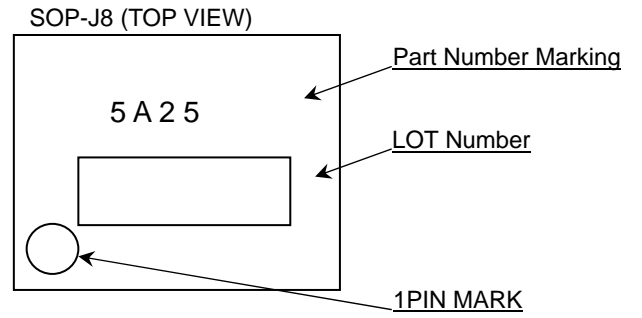 SOP-J8 (TOP VIEW)
Part Number Marking
5 A 2 5
LOT Number
1PIN MARK